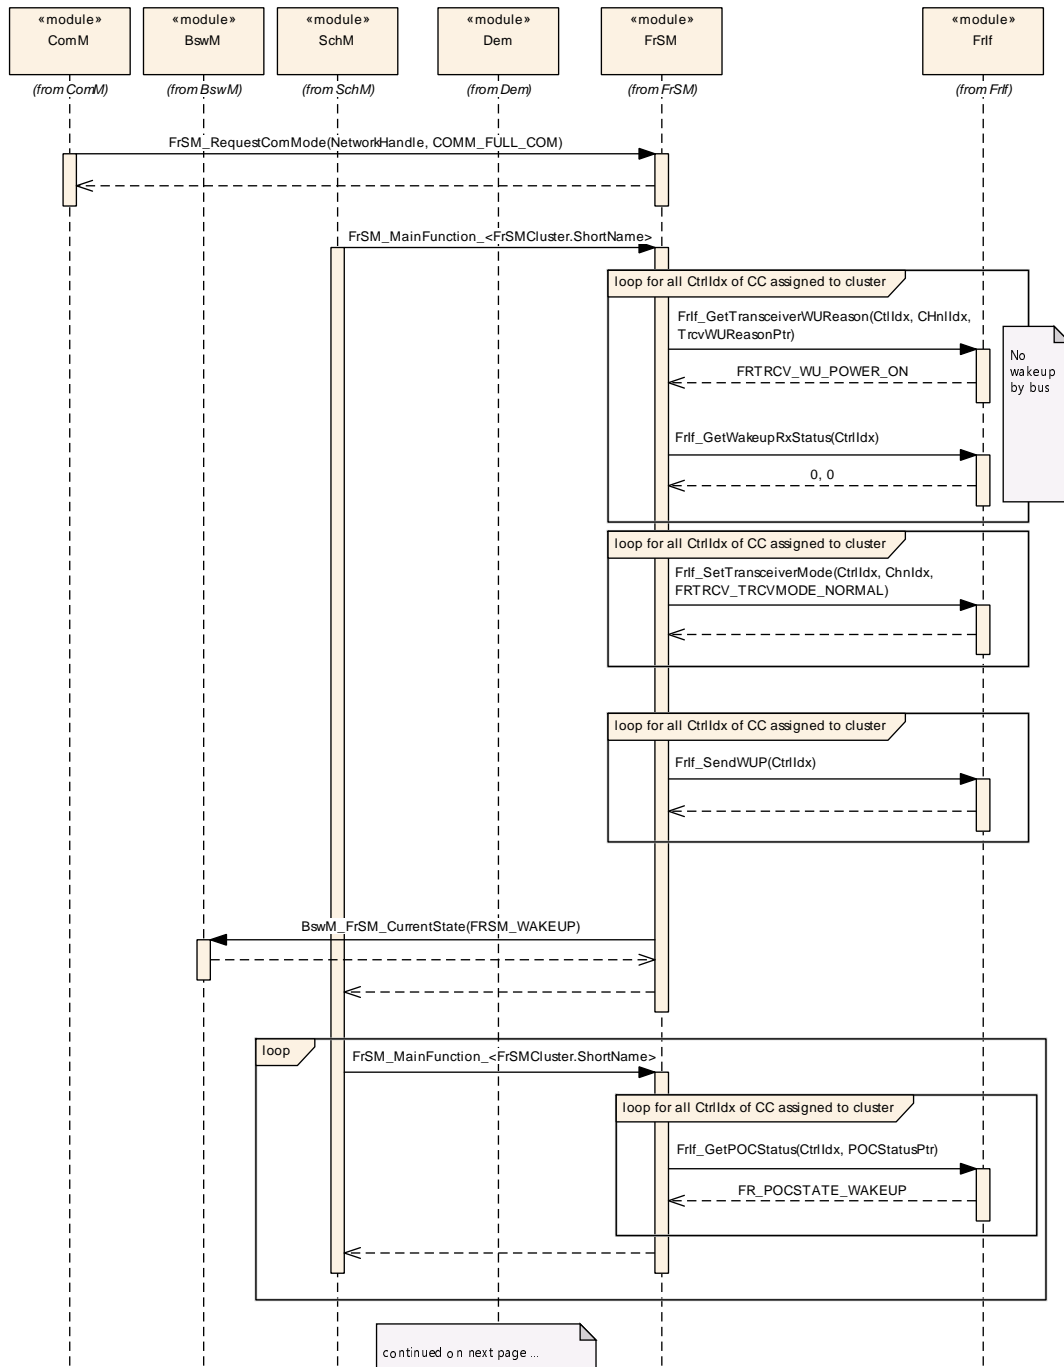 «module»
ComM
«module»
BswM
«module»
SchM
«module»
Dem
«module»
FrSM
«module»
FrIf
(from ComM)
(from BswM)
(from SchM)
(from Dem)
(from FrSM)
(from FrIf)
FrSM_RequestComMode(NetworkHandle, COMM_FULL_COM)
FrSM_MainFunction_<FrSMCluster.ShortName>
loop for all CtrlIdx of CC assigned to cluster
FrIf_GetTransceiverWUReason(CtlIdx, CHnlIdx,
TrcvWUReasonPtr)
No
wakeup
by bus
FRTRCV_WU_POWER_ON
FrIf_GetWakeupRxStatus(CtrlIdx)
0, 0
loop for all CtrlIdx of CC assigned to cluster
FrIf_SetTransceiverMode(CtrlIdx, ChnIdx,
FRTRCV_TRCVMODE_NORMAL)
loop for all CtrlIdx of CC assigned to cluster
FrIf_SendWUP(CtrlIdx)
BswM_FrSM_CurrentState(FRSM_WAKEUP)
loop
FrSM_MainFunction_<FrSMCluster.ShortName>
loop for all CtrlIdx of CC assigned to cluster
FrIf_GetPOCStatus(CtrlIdx, POCStatusPtr)
FR_POCSTATE_WAKEUP
continued on next page ...